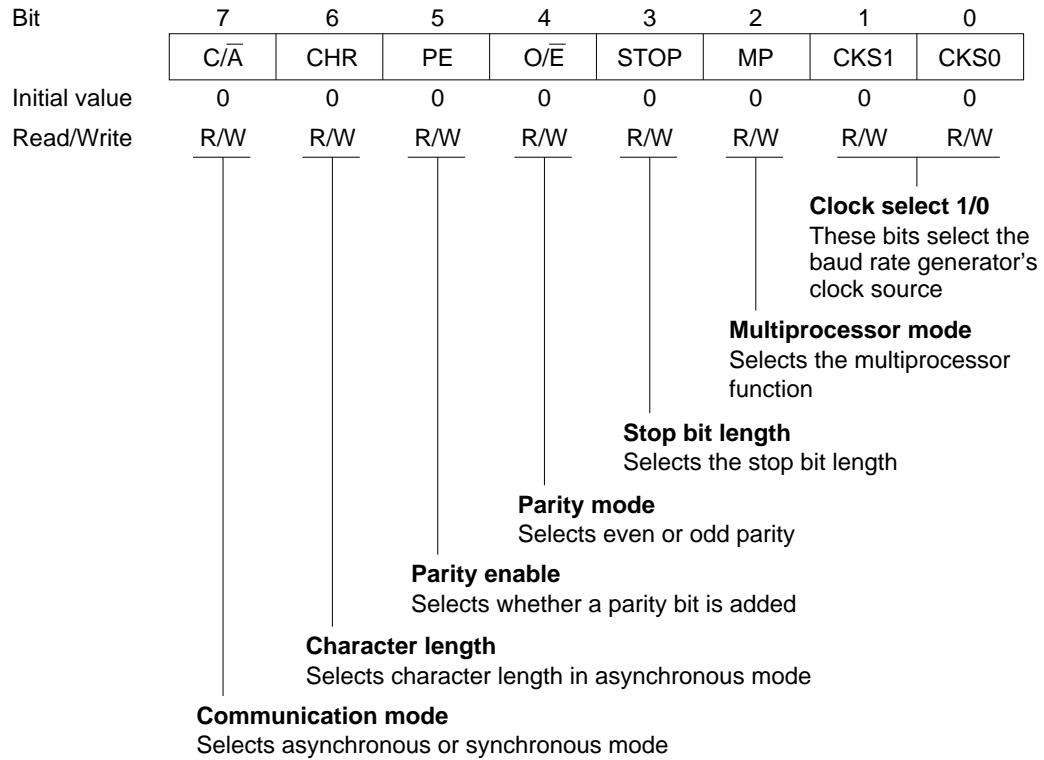 Bit 7 6 5 4 3 2 1 0
C/A̅ CHR PE O/E̅ STOP MP CKS1 CKS0
Initial value 0 0 0 0 0 0 0 0
Read/Write R/W R/W R/W R/W R/W R/W R/W R/W
Clock select 1/0
These bits select the
baud rate generator's
clock source
Multiprocessor mode
Selects the multiprocessor
function
Stop bit length
Selects the stop bit length
Parity mode
Selects even or odd parity
Parity enable
Selects whether a parity bit is added
Character length
Selects character length in asynchronous mode
Communication mode
Selects asynchronous or synchronous mode